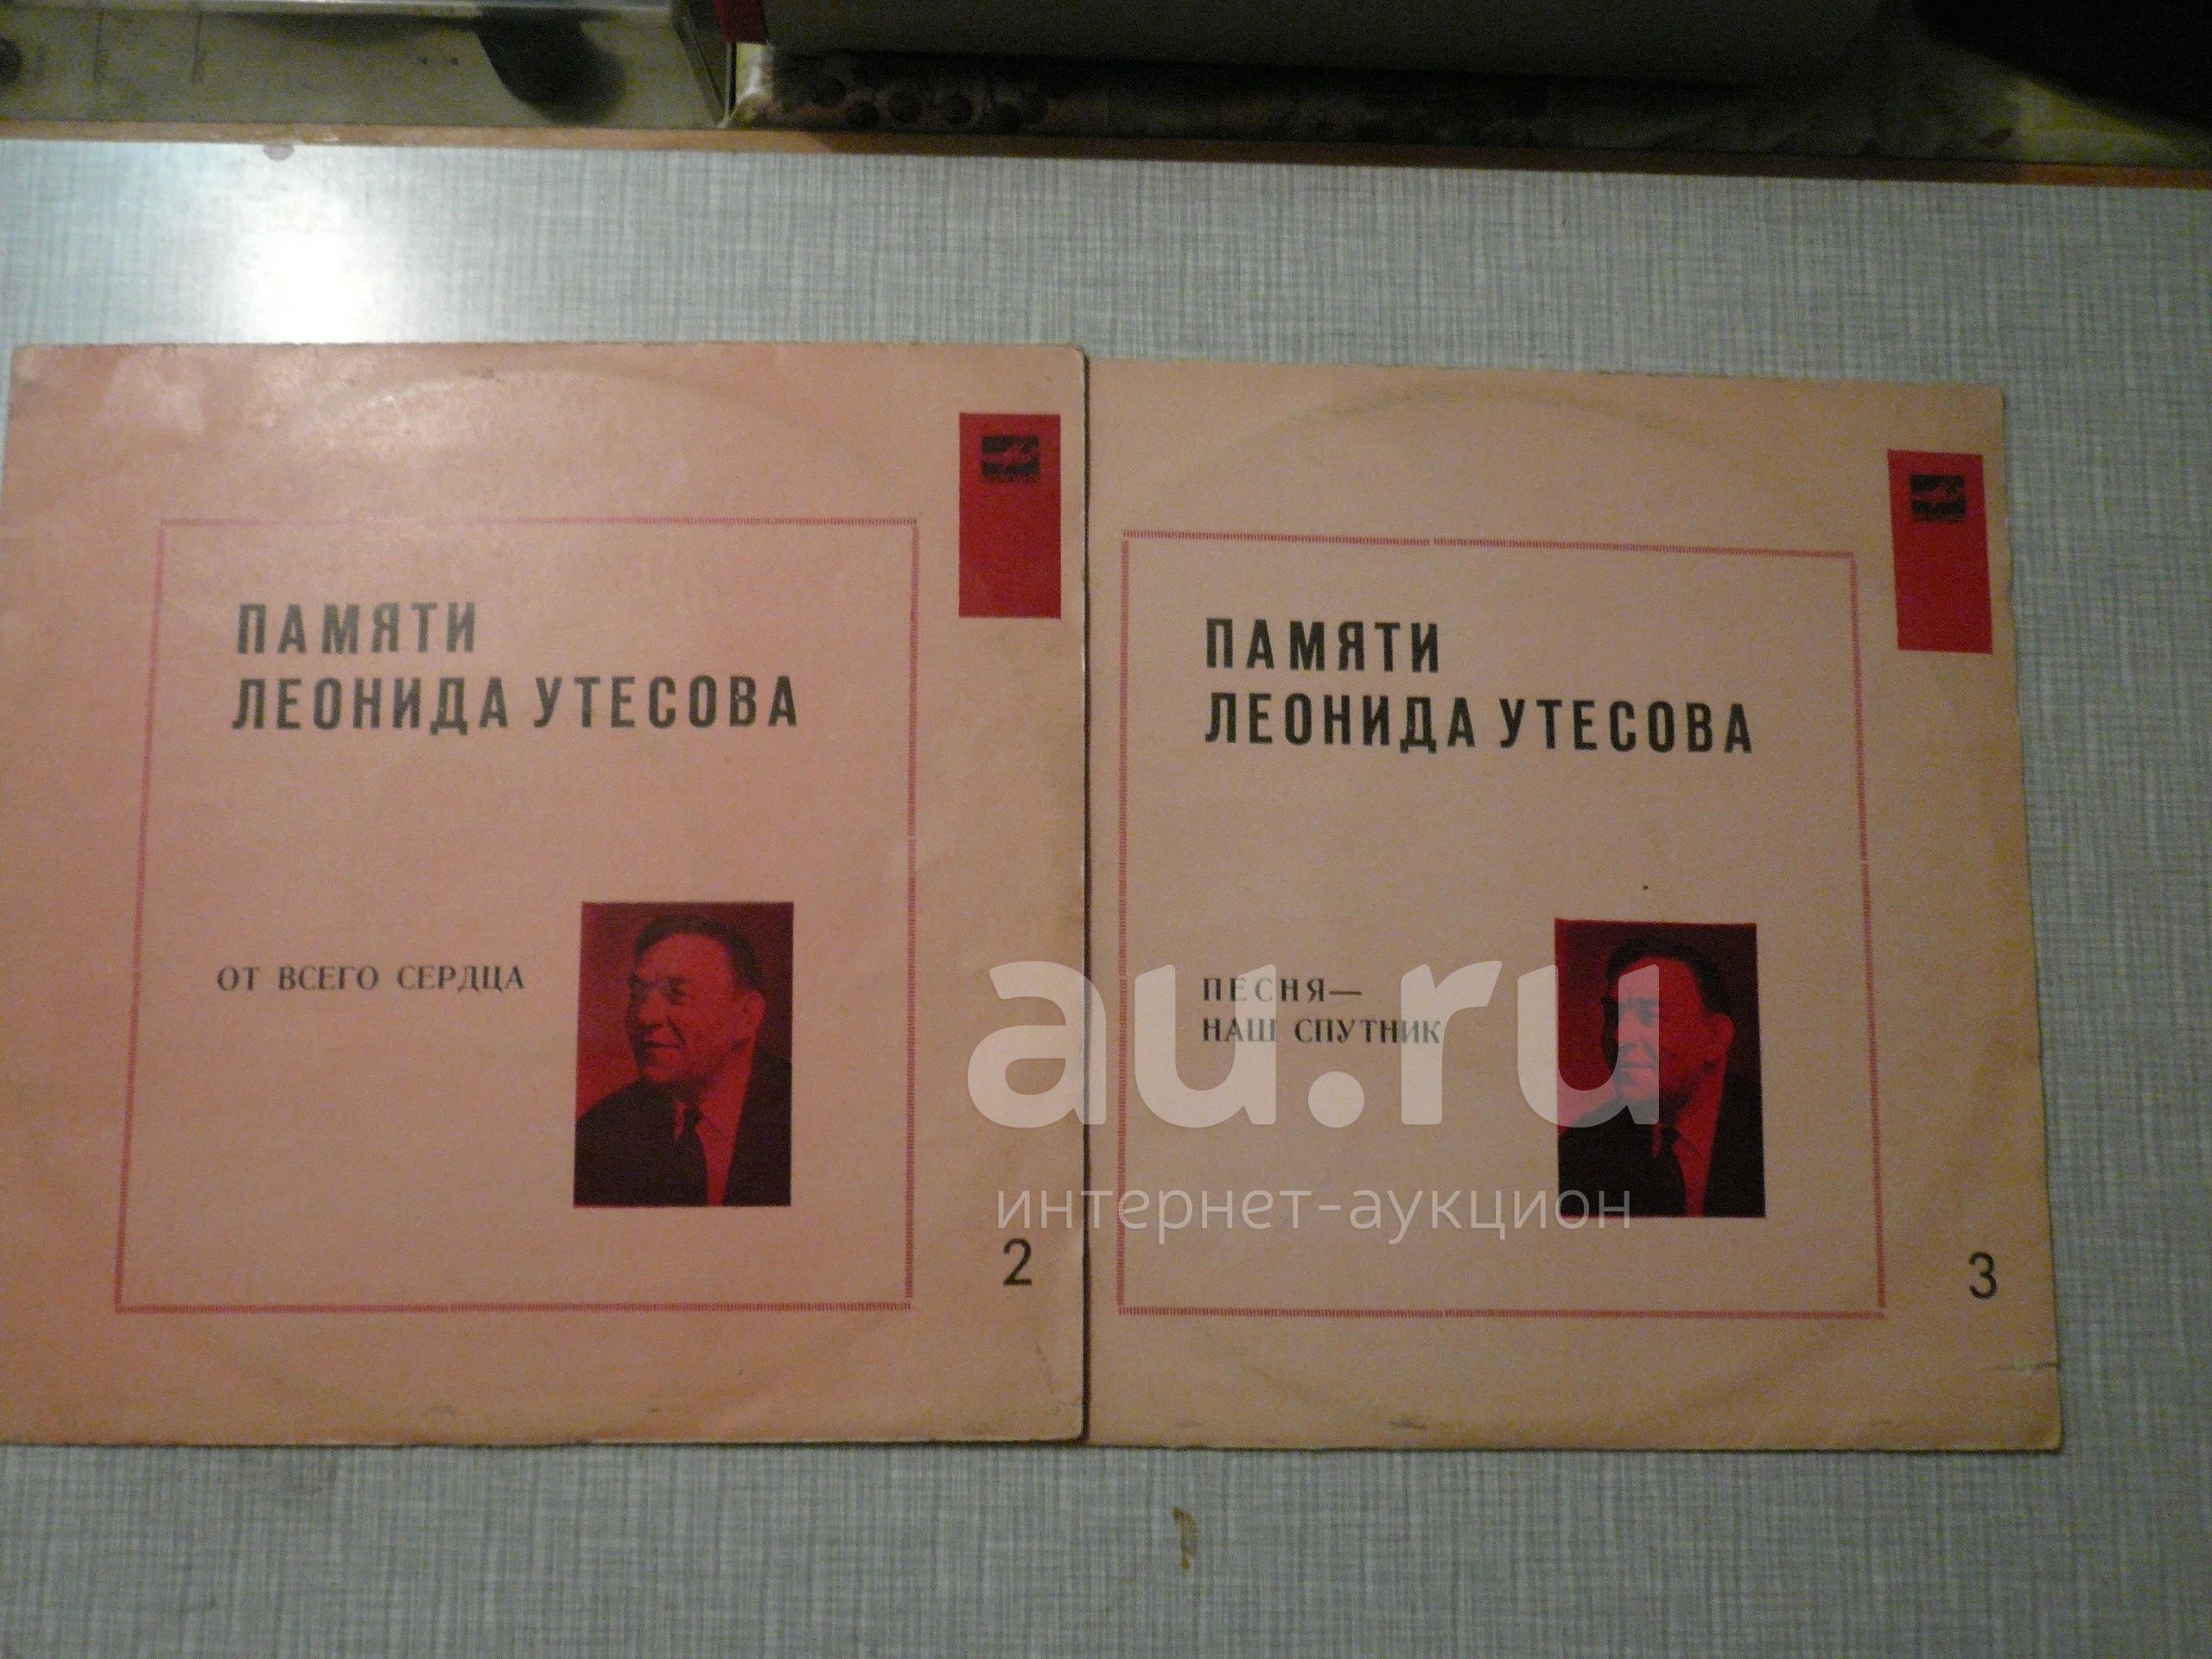 ПАМЯТИ
ЛЕОНИДА УТЕСОВА
ОТ ВСЕГО СЕРДЦА
2
ПАМЯТИ
ЛЕОНИДА УТЕСОВА
ПЕСНЯ—
НАШ СПУТНИК
3
au.ru
интернет-аукцион